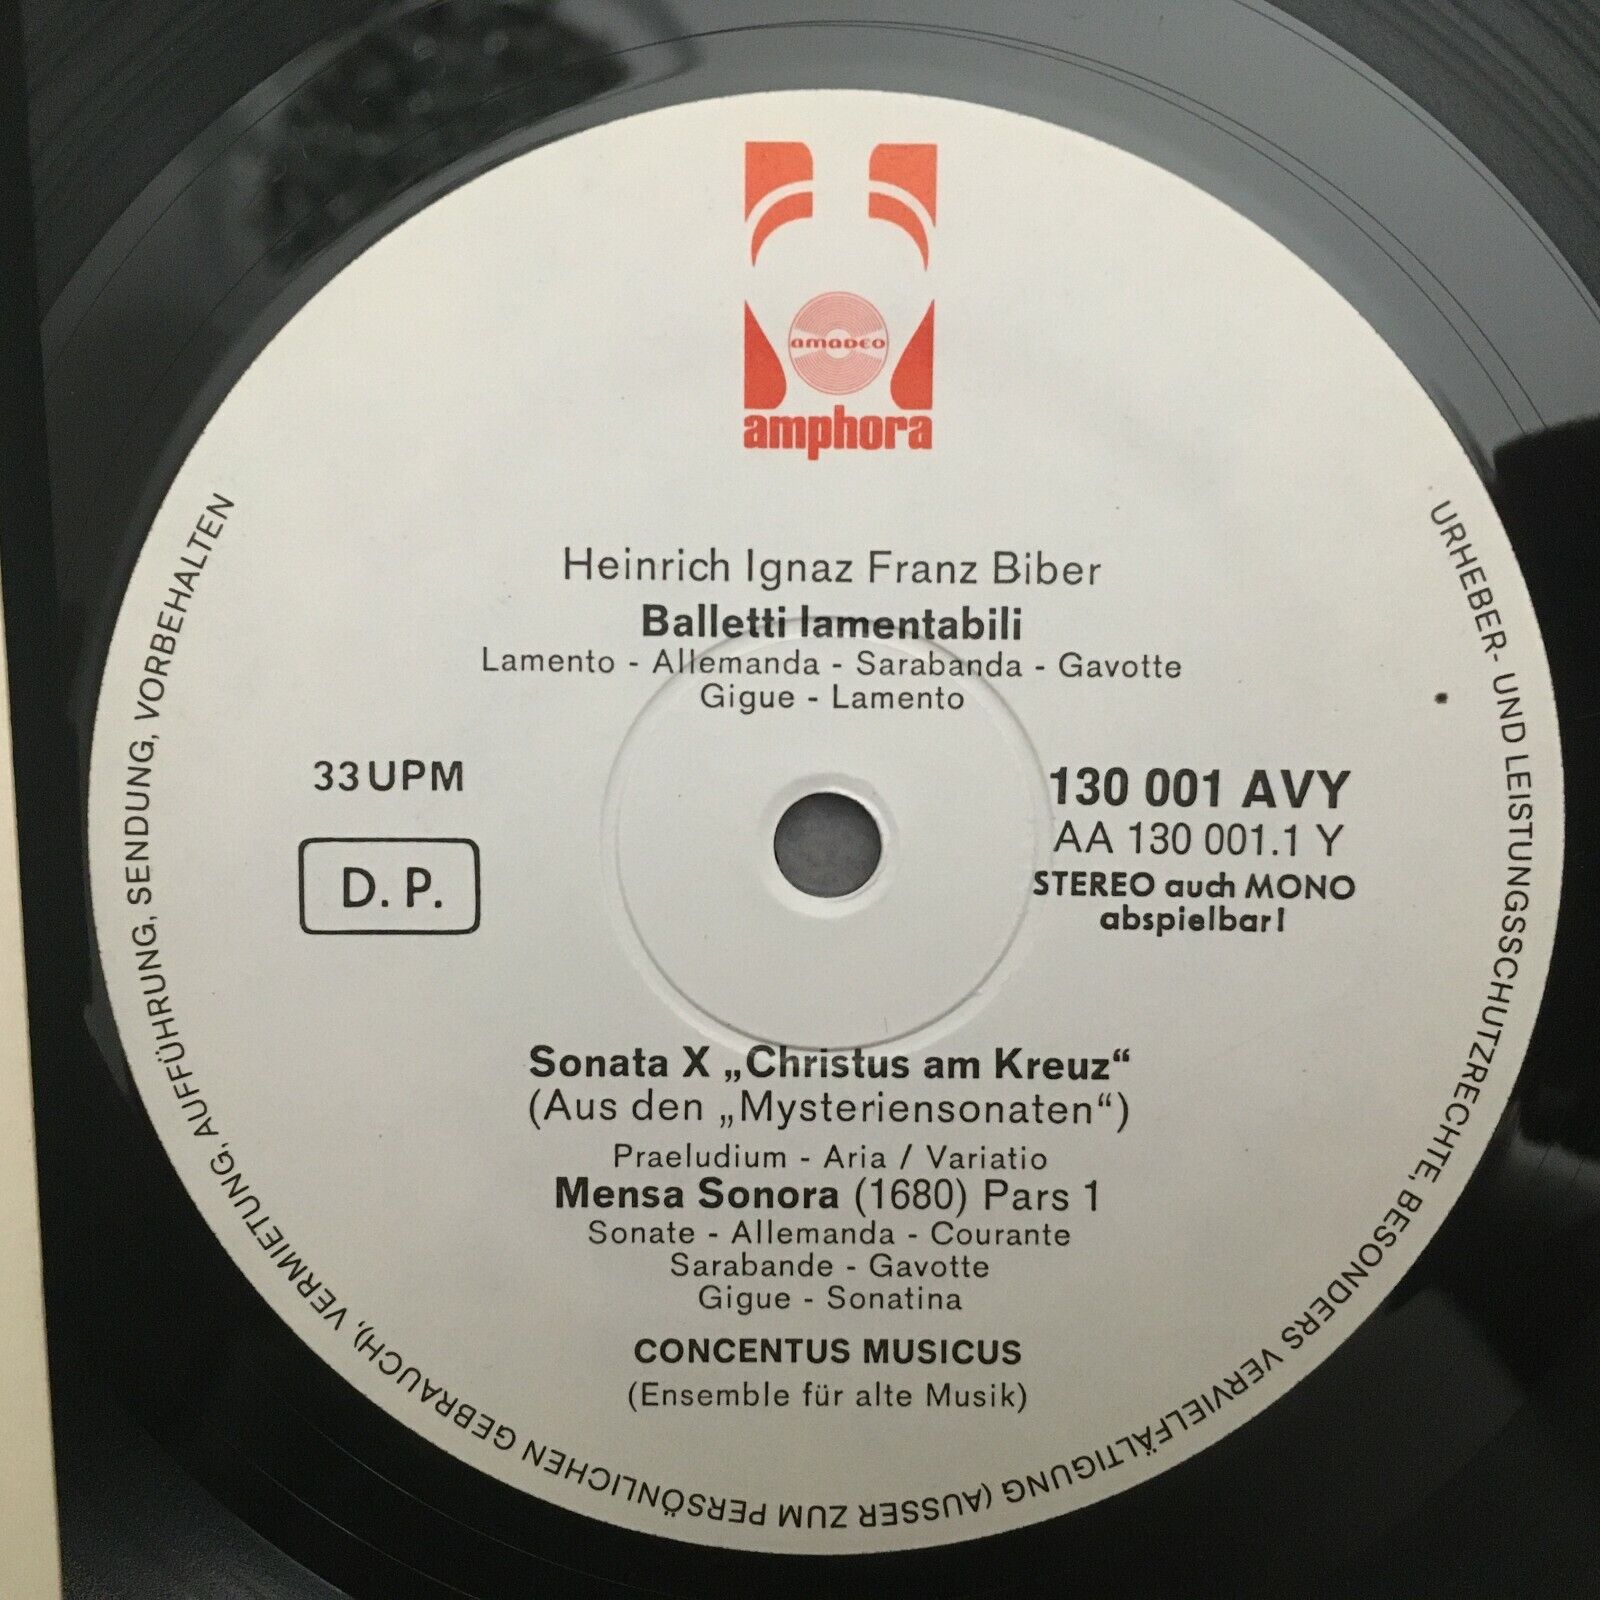 amadeo
amphora
Heinrich Ignaz Franz Biber
Balletti lamentabili
Lamento - Allemanda - Sarabanda - Gavotte
Gigue - Lamento
33 UPM
D. P.
130 001 AVY
AA 130 001.1 Y
STEREO auch MONO
abspielbar!
Sonata X „Christus am Kreuz“
(Aus den „Mysteriensonaten“)
Praeludium - Aria / Variatio
Mensa Sonora (1680) Pars 1
Sonate - Allemanda - Courante
Sarabande - Gavotte
Gigue - Sonatina
CONCENTUS MUSICUS
(Ensemble für alte Musik)
URHEBER- UND LEISTUNGSSCHUTZRECHTE, BESONDERS VERVIELFÄLTIGUNG (AUSSER ZUM PERSÖNLICHEN GEBRAUCH), VERMIETUNG, AUFFÜHRUNG, SENDUNG, VORBEHALTEN